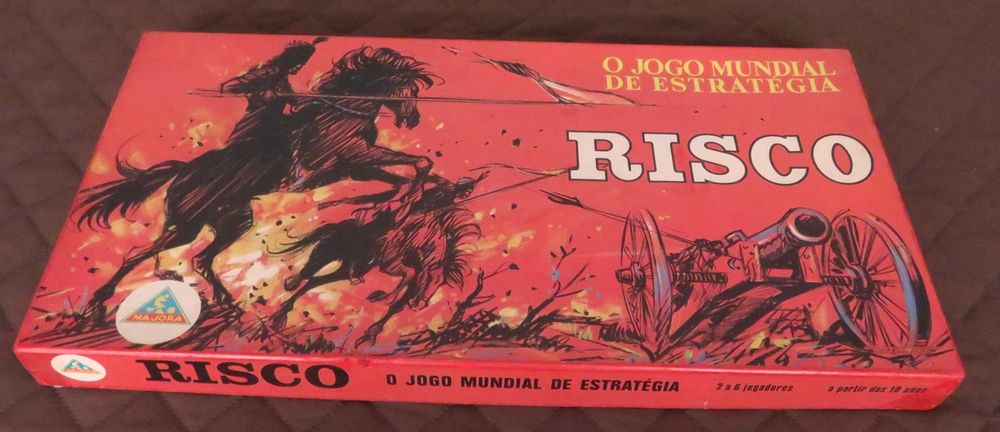 O JOGO MUNDIAL
DE ESTRATÉGIA
RISCO
MAJORA
RISCO O JOGO MUNDIAL DE ESTRATÉGIA 2 a 6 jogadores a partir dos 10 anos